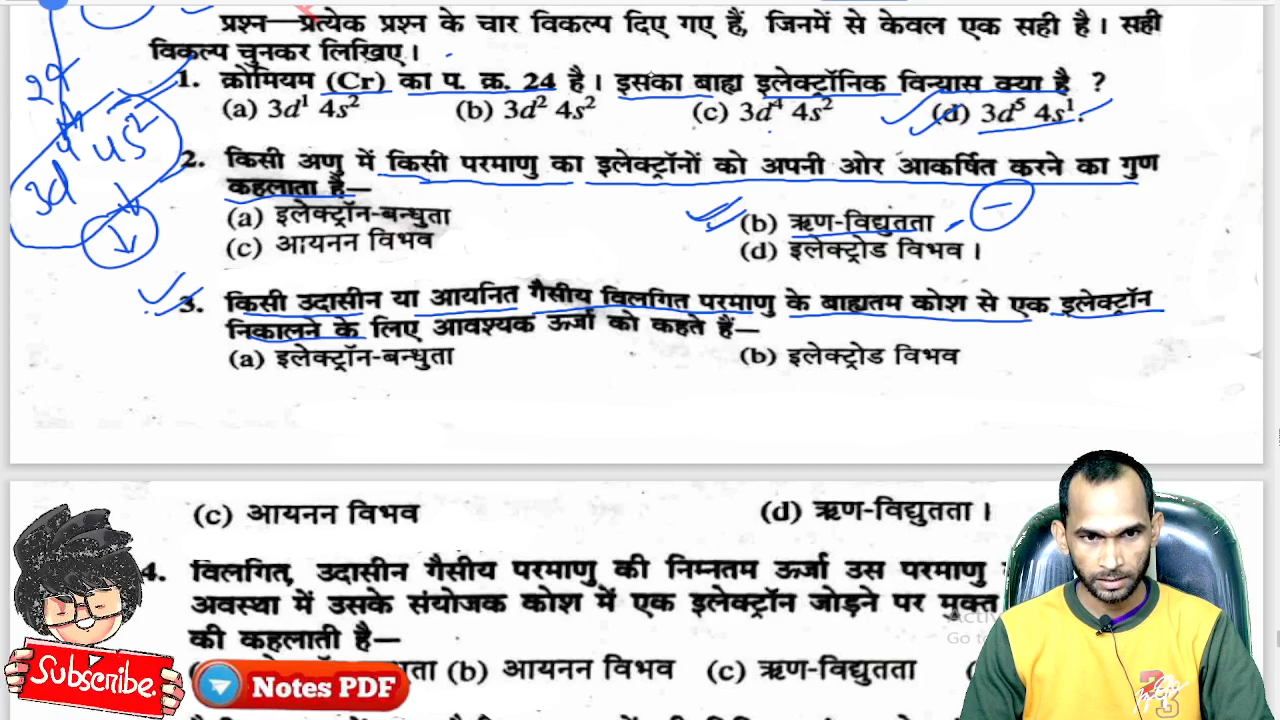 प्रश्न—प्रत्येक प्रश्न के चार विकल्प दिए गए हैं, जिनमें से केवल एक सही है। सही
विकल्प चुनकर लिखिए।
1. क्रोमियम (Cr) का प. क्र. 24 है। इसका बाह्य इलेक्ट्रॉनिक विन्यास क्या है ?
(a) 3d¹ 4s² (b) 3d² 4s² (c) 3d⁴ 4s² (d) 3d⁵ 4s¹.
24
3d⁴ 4s²
2. किसी अणु में किसी परमाणु का इलेक्ट्रॉनों को अपनी ओर आकर्षित करने का गुण
कहलाता है—
(a) इलेक्ट्रॉन-बन्धुता (b) ऋण-विद्युतता
(c) आयनन विभव (d) इलेक्ट्रोड विभव।
3. किसी उदासीन या आयनित गैसीय विलगित परमाणु के बाह्यतम कोश से एक इलेक्ट्रॉन
निकालने के लिए आवश्यक ऊर्जा को कहते हैं—
(a) इलेक्ट्रॉन-बन्धुता (b) इलेक्ट्रोड विभव
(c) आयनन विभव (d) ऋण-विद्युतता।
4. विलगित, उदासीन गैसीय परमाणु की निम्नतम ऊर्जा उस परमाणु
अवस्था में उसके संयोजक कोश में एक इलेक्ट्रॉन जोड़ने पर मुक्त
की कहलाती है—
(b) आयनन विभव (c) ऋण-विद्युतता
Subscribe.
Notes PDF